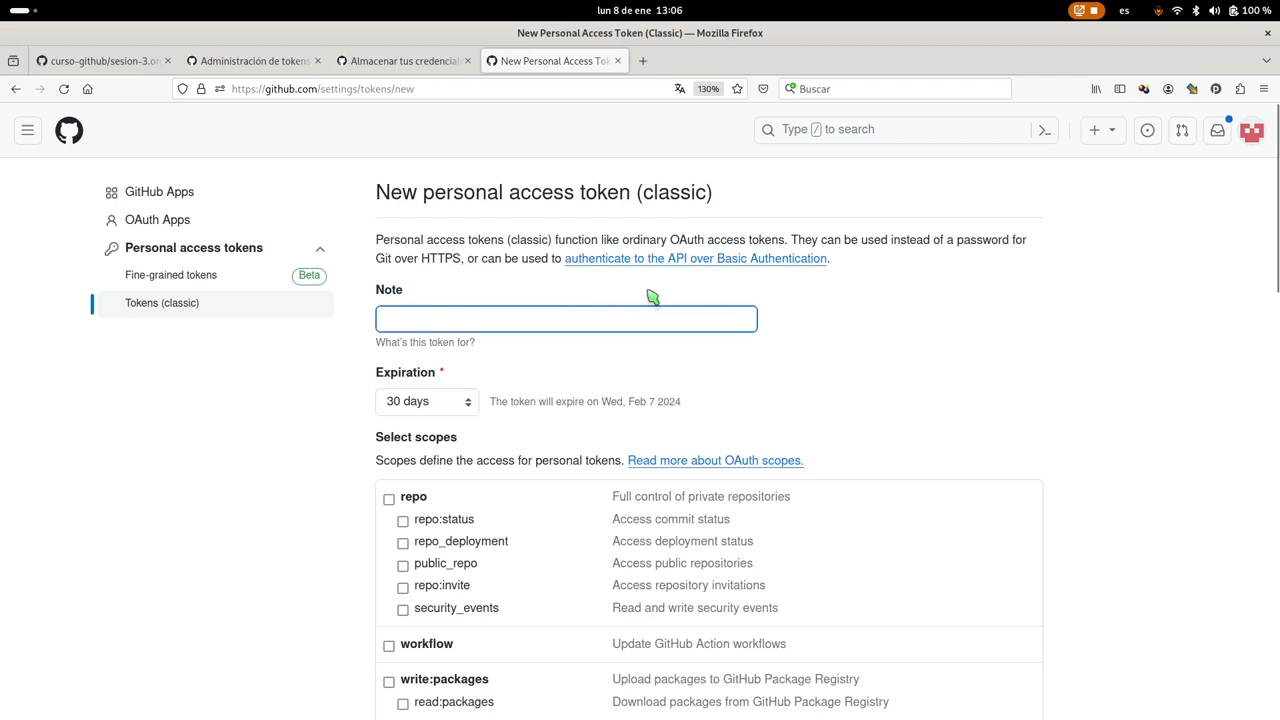 lun 8 de ene 13:06
es
100 %
New Personal Access Token (Classic) — Mozilla Firefox
curso-github/sesion-3.or
Administración de tokens
Almacenar tus credencial
New Personal Access Tok
https://github.com/settings/tokens/new
130%
Buscar
Type / to search
GitHub Apps
OAuth Apps
Personal access tokens
Fine-grained tokens
Beta
Tokens (classic)
New personal access token (classic)
Personal access tokens (classic) function like ordinary OAuth access tokens. They can be used instead of a password for
Git over HTTPS, or can be used to authenticate to the API over Basic Authentication.
Note
What's this token for?
Expiration *
30 days
The token will expire on Wed, Feb 7 2024
Select scopes
Scopes define the access for personal tokens. Read more about OAuth scopes.
repo Full control of private repositories
repo:status Access commit status
repo_deployment Access deployment status
public_repo Access public repositories
repo:invite Access repository invitations
security_events Read and write security events
workflow Update GitHub Action workflows
write:packages Upload packages to GitHub Package Registry
read:packages Download packages from GitHub Package Registry